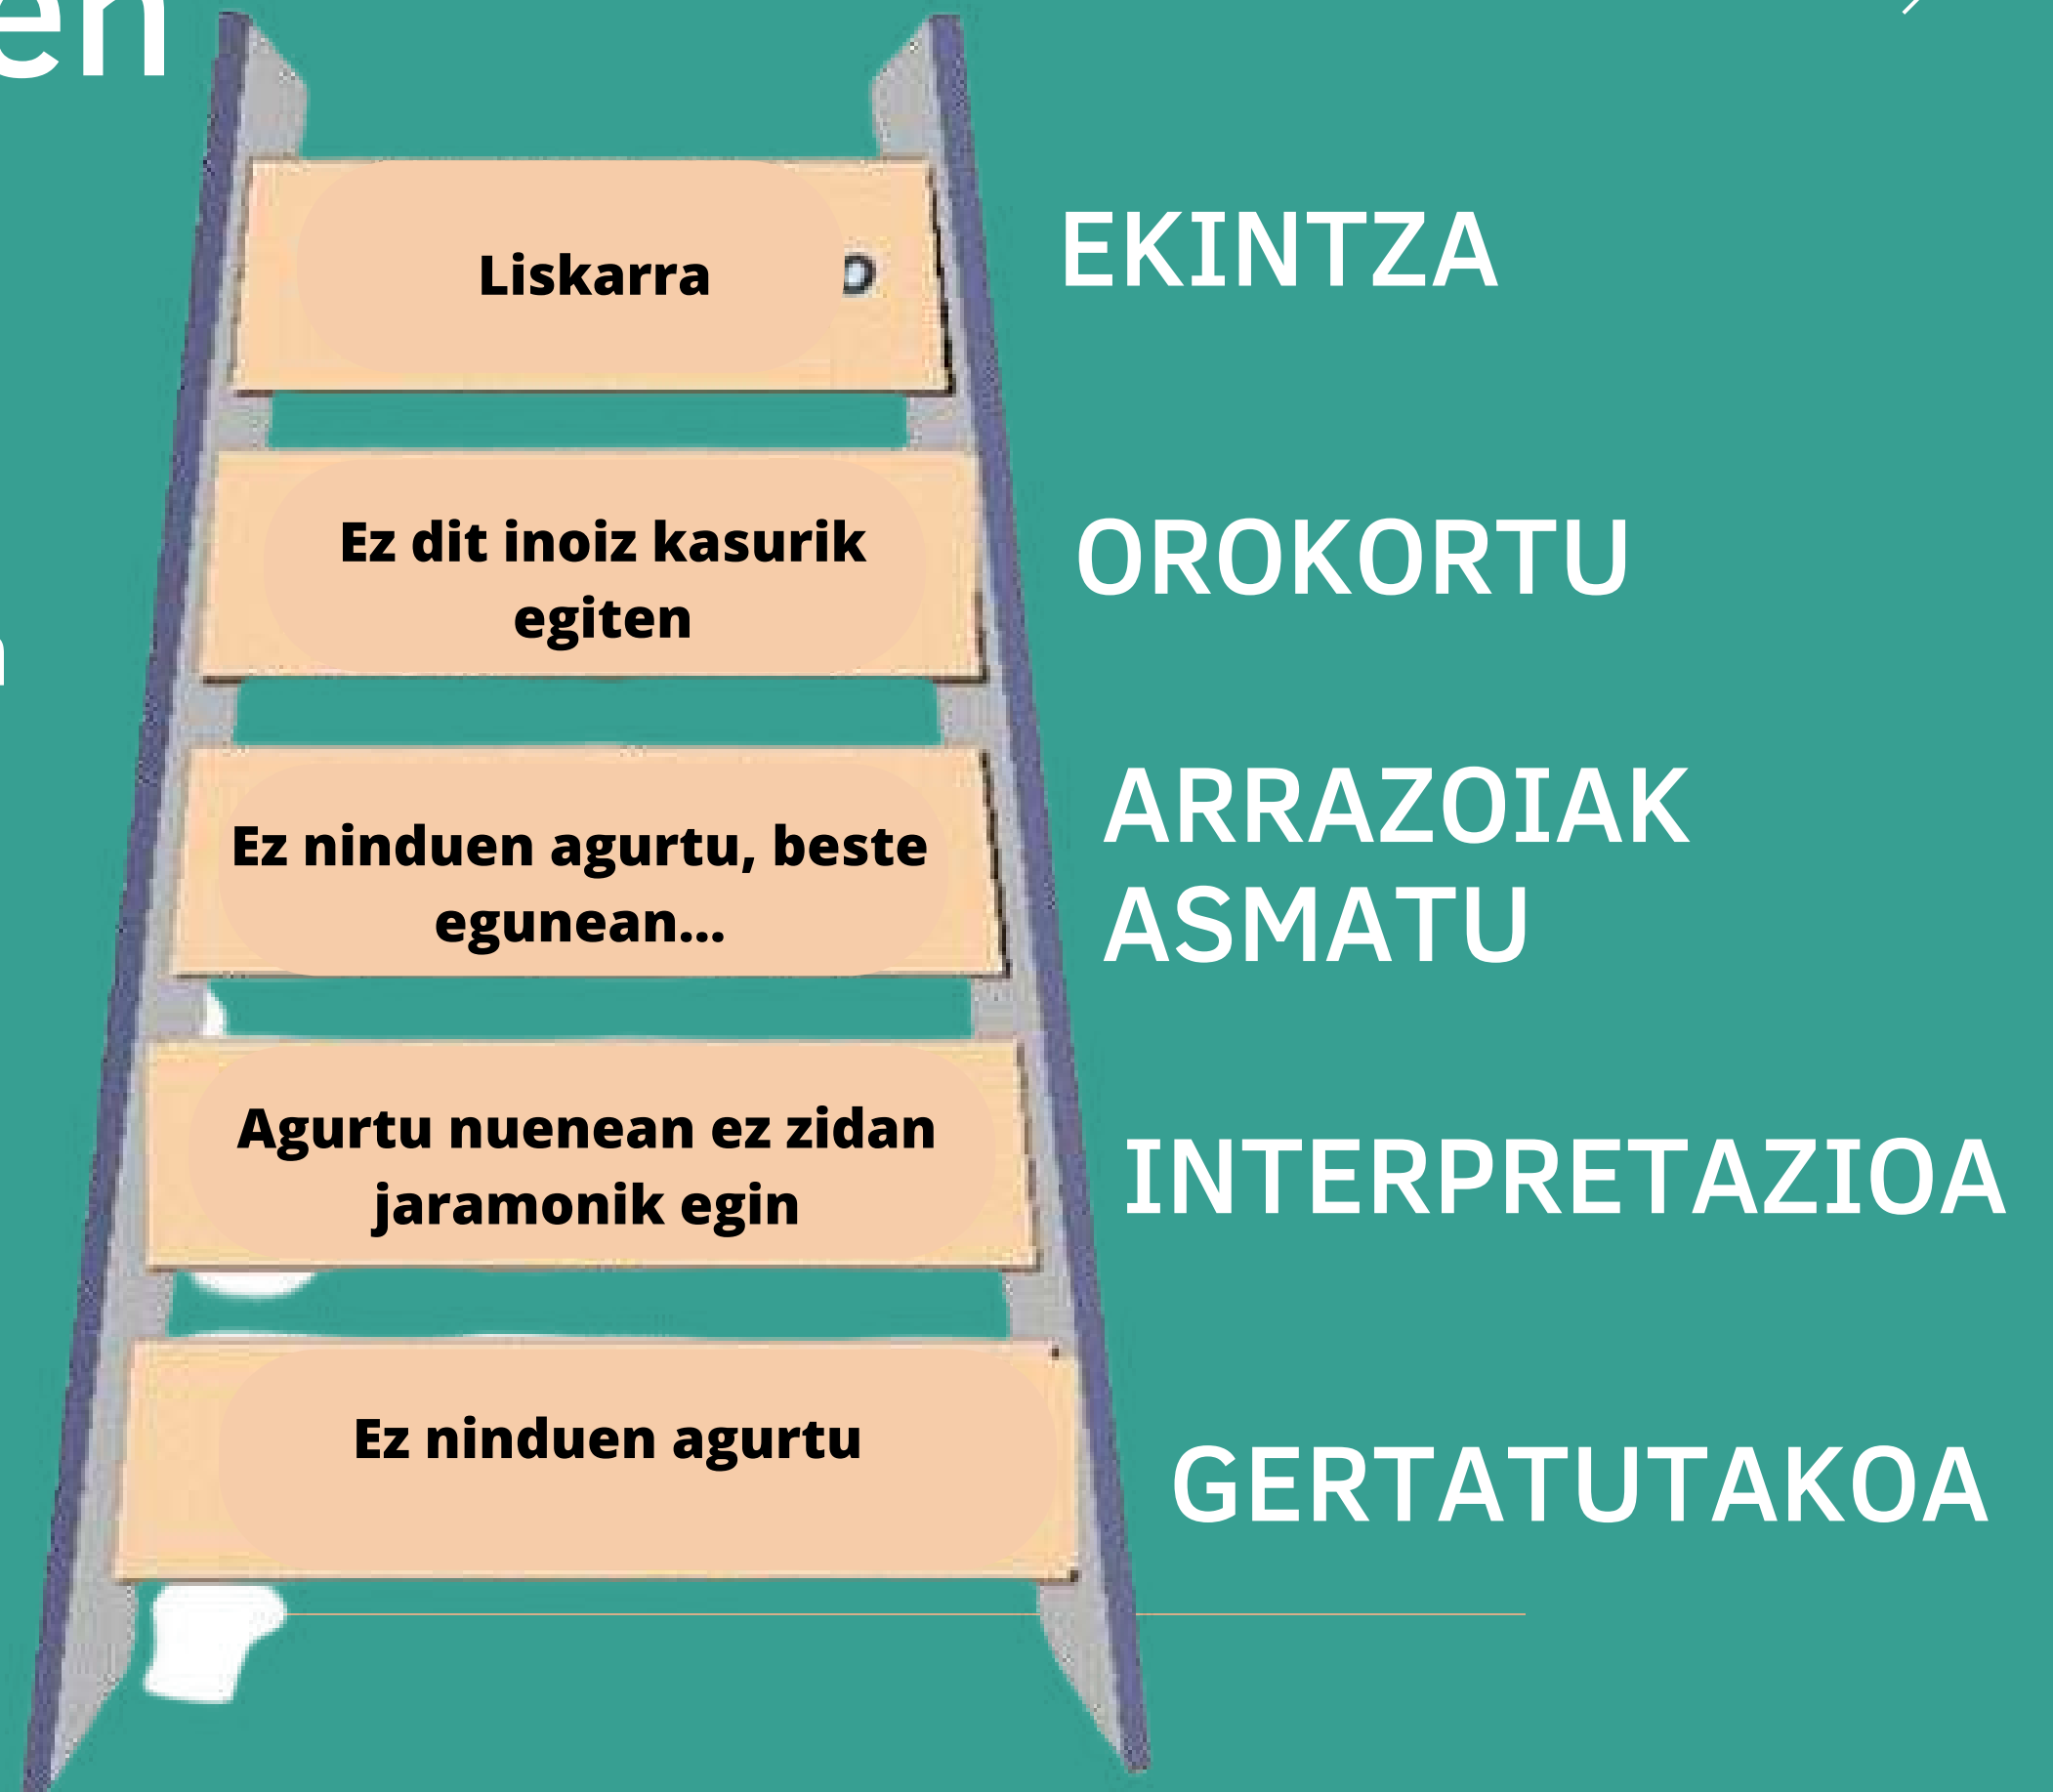 en
Liskarra
EKINTZA
Ez dit inoiz kasurik
egiten
OROKORTU
Ez ninduen agurtu, beste
egunean...
ARRAZOIAK
ASMATU
Agurtu nuenean ez zidan
jaramonik egin
INTERPRETAZIOA
Ez ninduen agurtu
GERTATUTAKOA